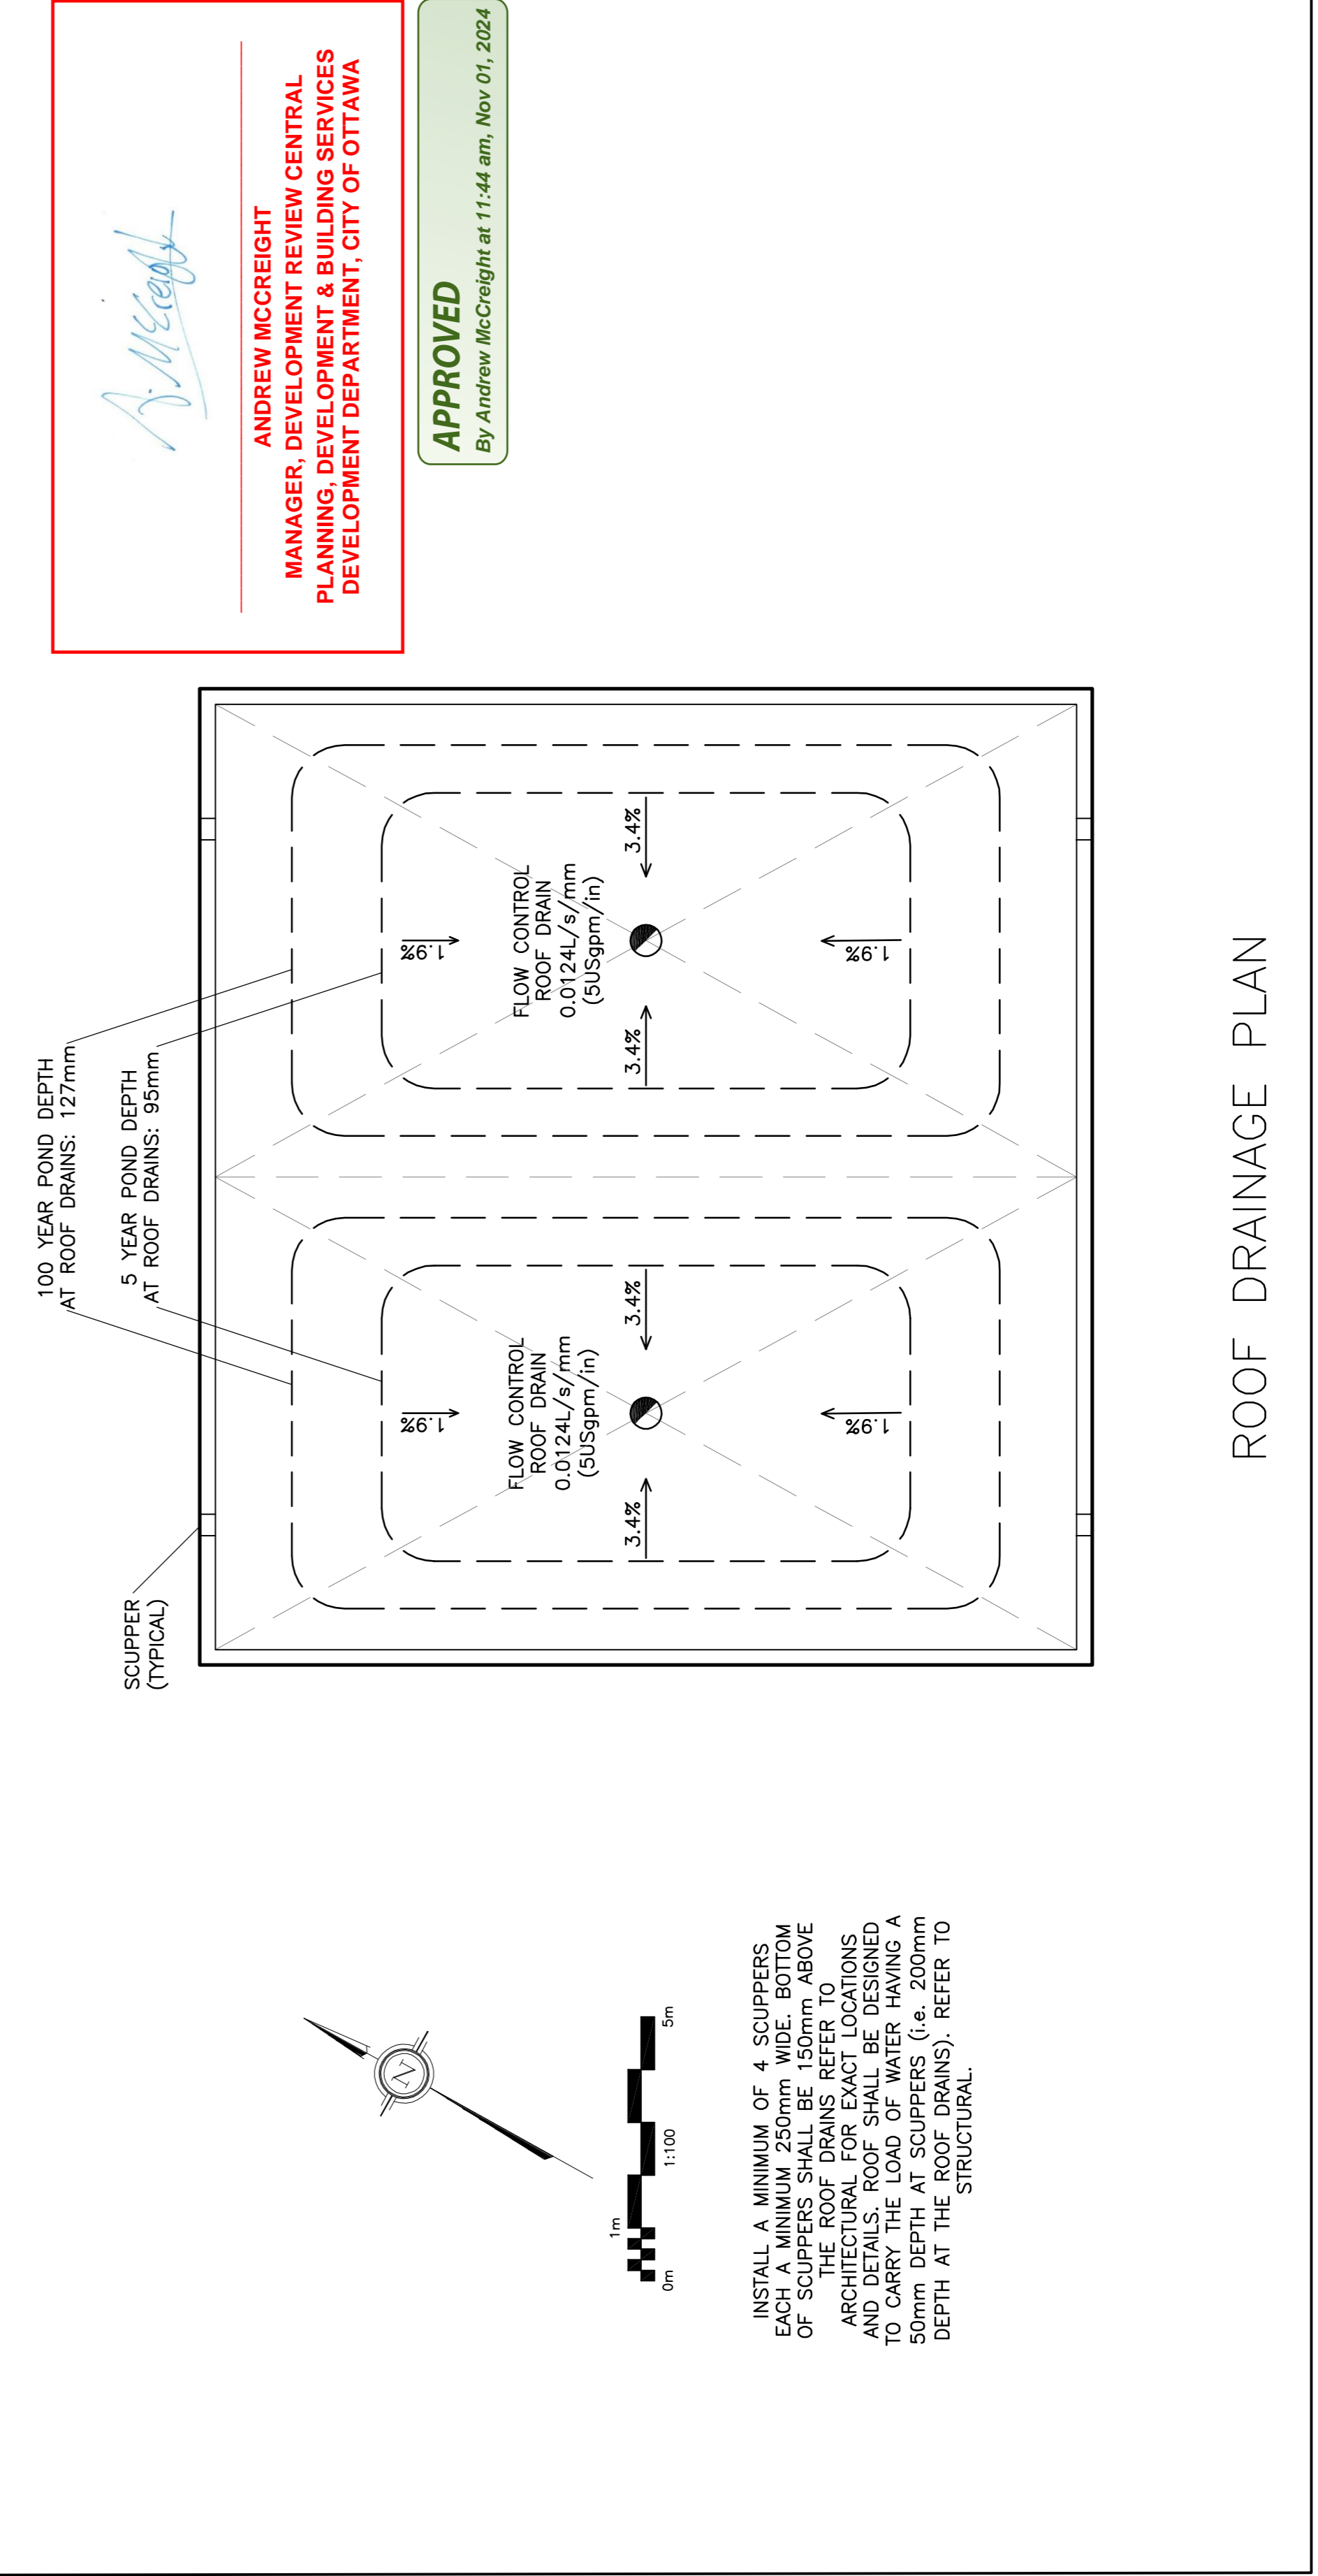 SCUPPER
(TYPICAL)
100 YEAR POND DEPTH
AT ROOF DRAINS: 127mm
5 YEAR POND DEPTH
AT ROOF DRAINS: 95mm
A. McCreight
ANDREW MCCREIGHT
MANAGER, DEVELOPMENT REVIEW CENTRAL
PLANNING, DEVELOPMENT & BUILDING SERVICES
DEVELOPMENT DEPARTMENT, CITY OF OTTAWA
APPROVED
By Andrew McCreight at 11:44 am, Nov 01, 2024
N
1m
0m
1:100
5m
INSTALL A MINIMUM OF 4 SCUPPERS
EACH A MINIMUM 250mm WIDE. BOTTOM
OF SCUPPERS SHALL BE 150mm ABOVE
THE ROOF DRAINS REFER TO
ARCHITECTURAL FOR EXACT LOCATIONS
AND DETAILS. ROOF SHALL BE DESIGNED
TO CARRY THE LOAD OF WATER HAVING A
50mm DEPTH AT SCUPPERS (i.e. 200mm
DEPTH AT THE ROOF DRAINS). REFER TO
STRUCTURAL.
1.9%
FLOW CONTROL
ROOF DRAIN
0.0124L/s/mm
(5USgpm/in)
3.4%
3.4%
1.9%
1.9%
FLOW CONTROL
ROOF DRAIN
0.0124L/s/mm
(5USgpm/in)
3.4%
3.4%
1.9%
ROOF DRAINAGE PLAN